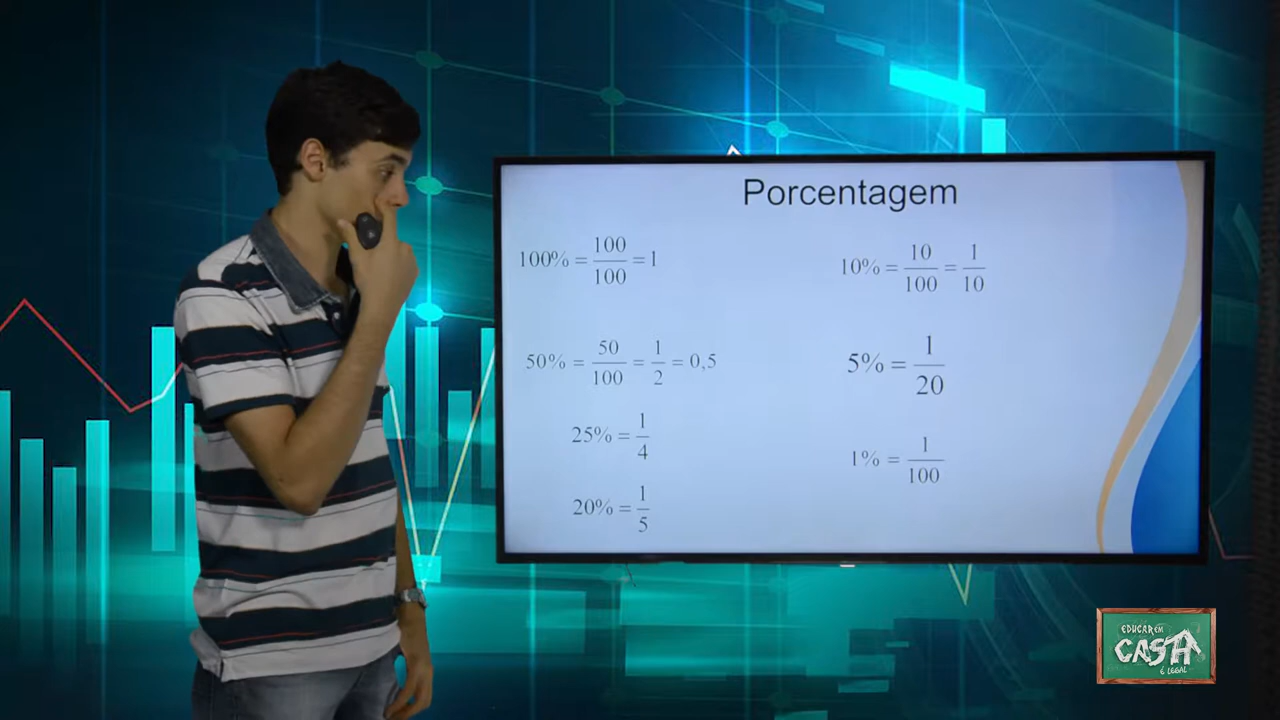 Porcentagem
100% = 100/100 = 1
50% = 50/100 = 1/2 = 0,5
25% = 1/4
20% = 1/5
10% = 10/100 = 1/10
5% = 1/20
1% = 1/100
EDUCAR EM
CASA
É LEGAL